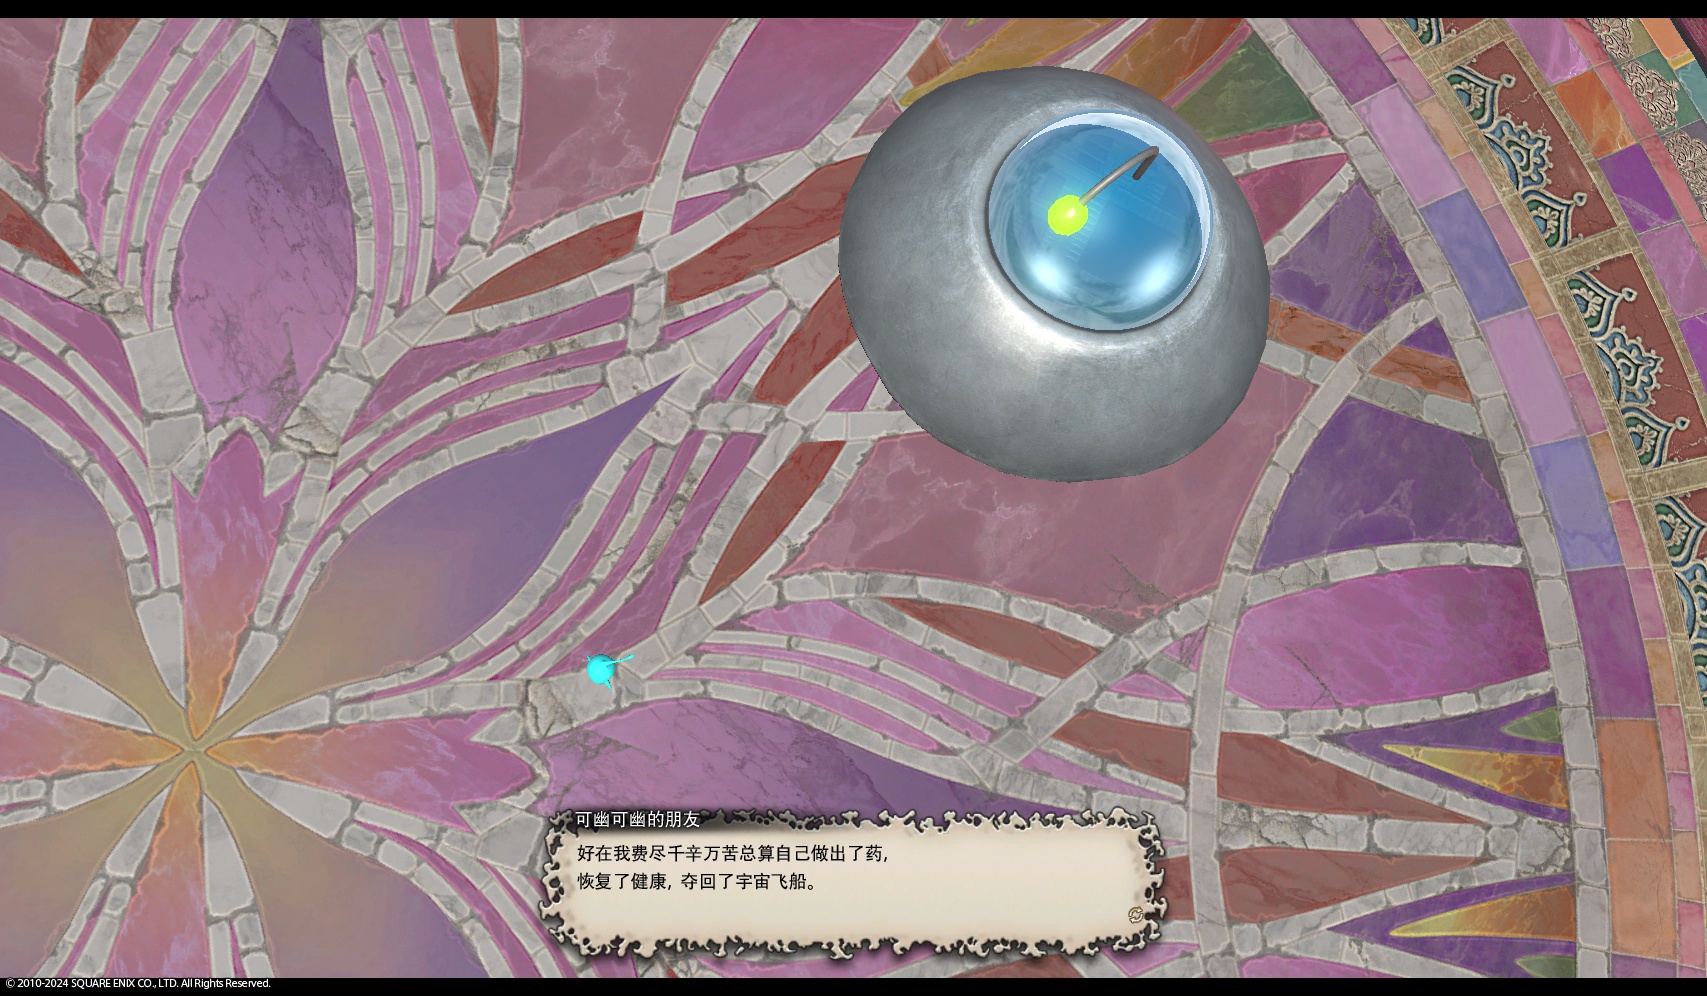 可幽可幽的朋友
好在我费尽千辛万苦总算自己做出了药,
恢复了健康, 夺回了宇宙飞船。
© 2010-2024 SQUARE ENIX CO., LTD. All Rights Reserved.